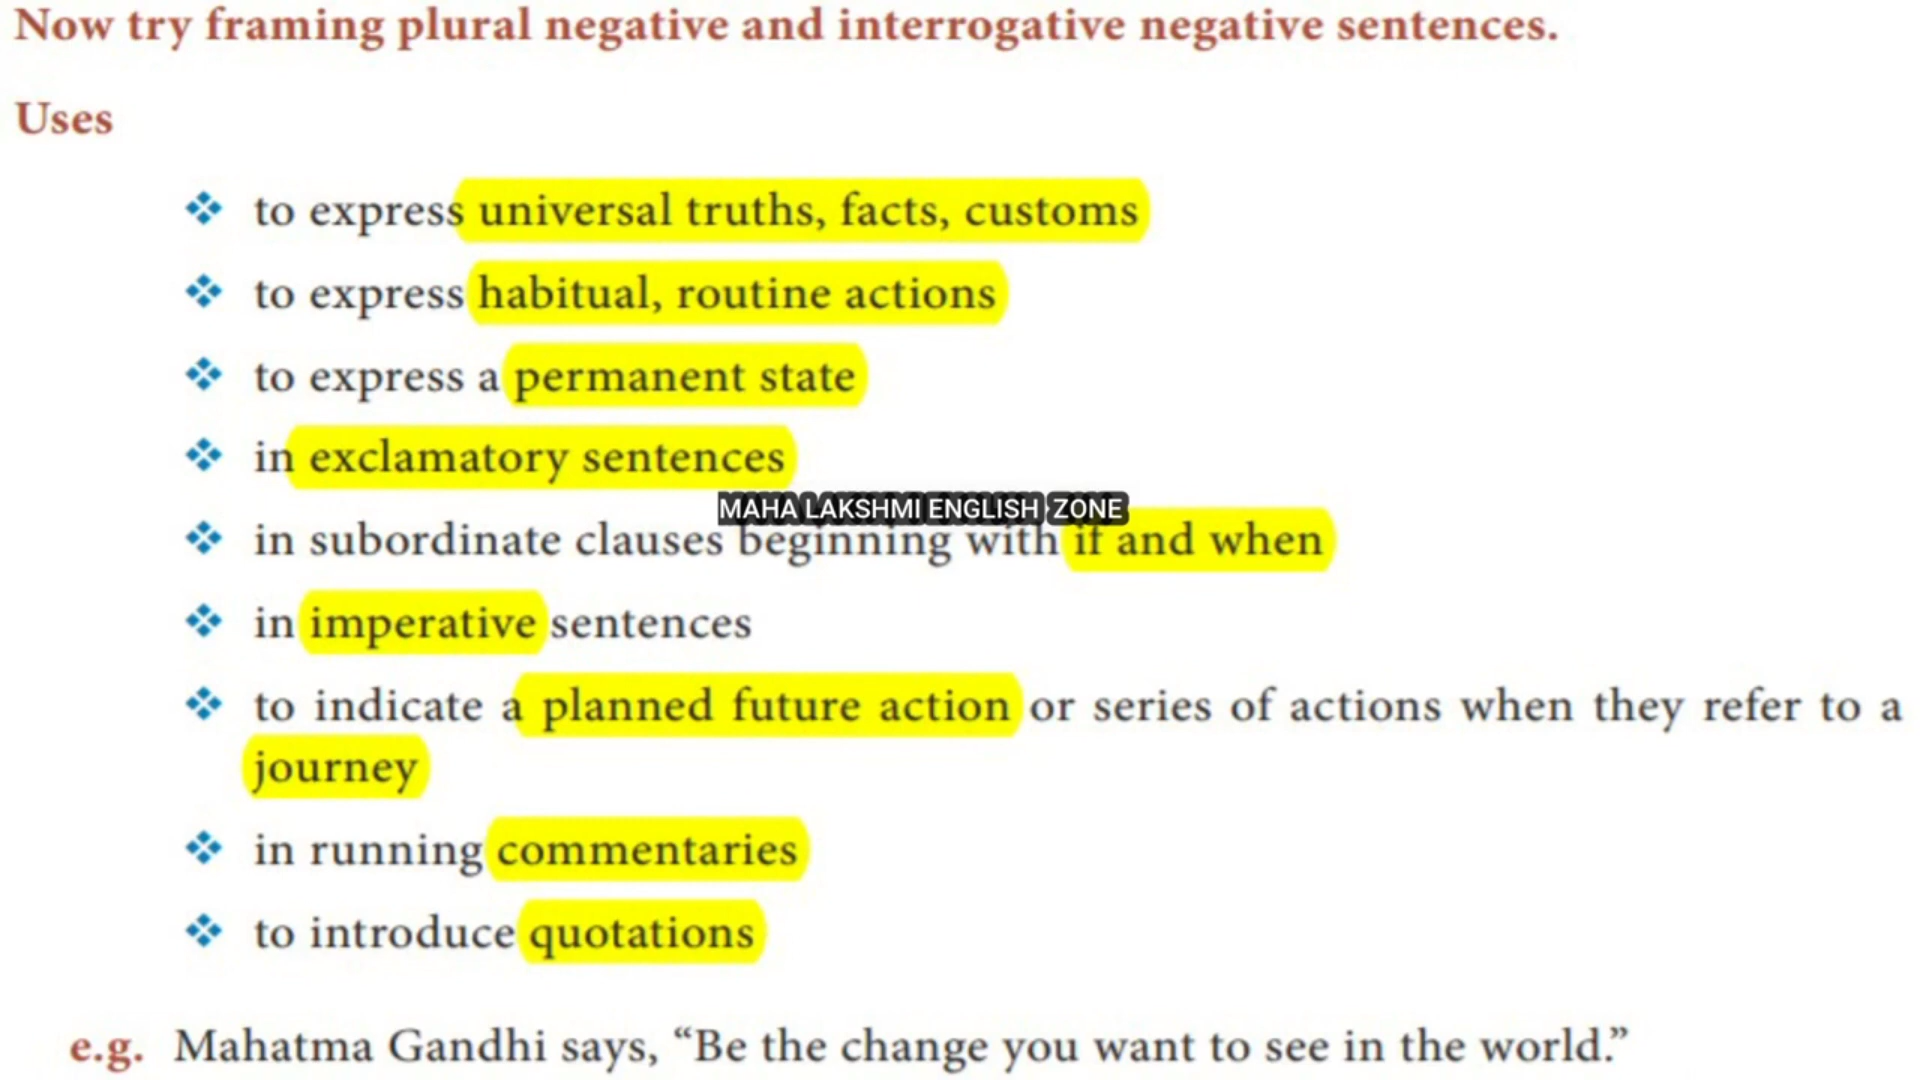 Now try framing plural negative and interrogative negative sentences.
Uses
❖ to express universal truths, facts, customs
❖ to express habitual, routine actions
❖ to express a permanent state
❖ in exclamatory sentences
MAHA LAKSHMI ENGLISH ZONE
❖ in subordinate clauses beginning with if and when
❖ in imperative sentences
❖ to indicate a planned future action or series of actions when they refer to a
journey
❖ in running commentaries
❖ to introduce quotations
e.g. Mahatma Gandhi says, “Be the change you want to see in the world.”